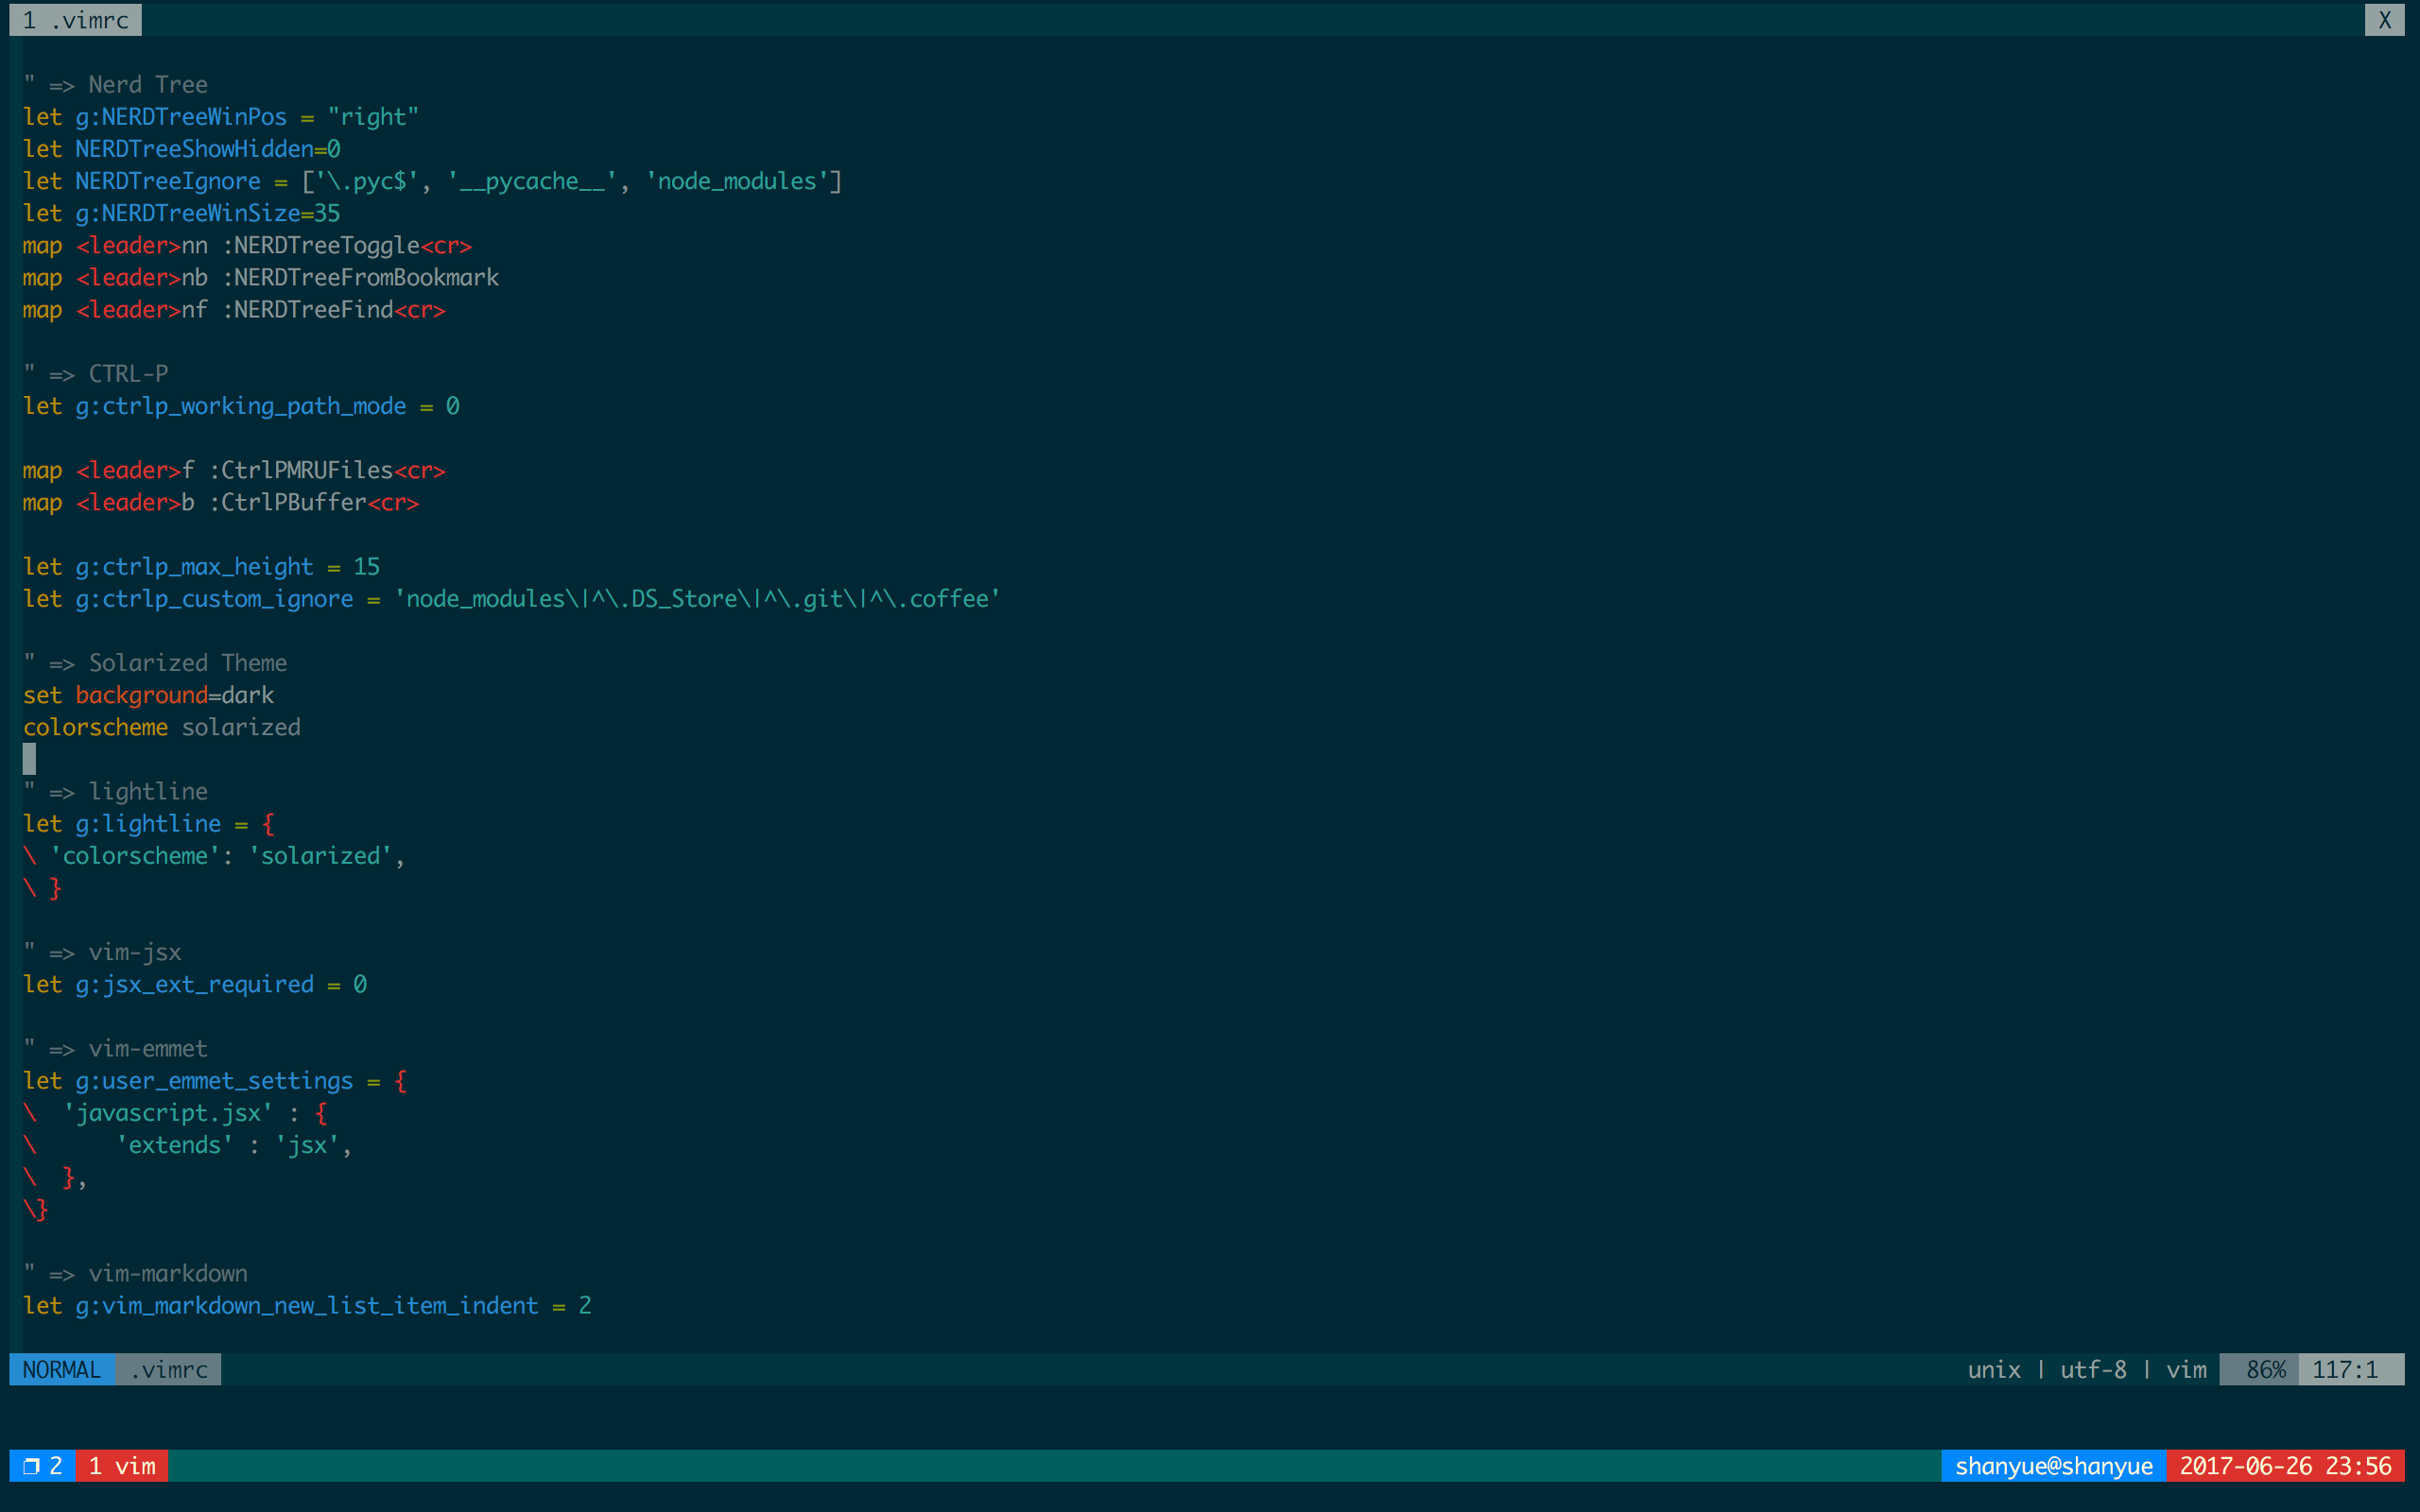 1 .vimrc X
" => Nerd Tree
let g:NERDTreeWinPos = "right"
let NERDTreeShowHidden=0
let NERDTreeIgnore = ['\.pyc$', '__pycache__', 'node_modules']
let g:NERDTreeWinSize=35
map <leader>nn :NERDTreeToggle<cr>
map <leader>nb :NERDTreeFromBookmark
map <leader>nf :NERDTreeFind<cr>
" => CTRL-P
let g:ctrlp_working_path_mode = 0
map <leader>f :CtrlPMRUFiles<cr>
map <leader>b :CtrlPBuffer<cr>
let g:ctrlp_max_height = 15
let g:ctrlp_custom_ignore = 'node_modules\|^\.DS_Store\|^\.git\|^\.coffee'
" => Solarized Theme
set background=dark
colorscheme solarized
" => lightline
let g:lightline = {
\ 'colorscheme': 'solarized',
\ }
" => vim-jsx
let g:jsx_ext_required = 0
" => vim-emmet
let g:user_emmet_settings = {
\  'javascript.jsx' : {
\      'extends' : 'jsx',
\  },
\}
" => vim-markdown
let g:vim_markdown_new_list_item_indent = 2
NORMAL .vimrc unix | utf-8 | vim 86% 117:1
❐ 2 1 vim shanyue@shanyue 2017-06-26 23:56